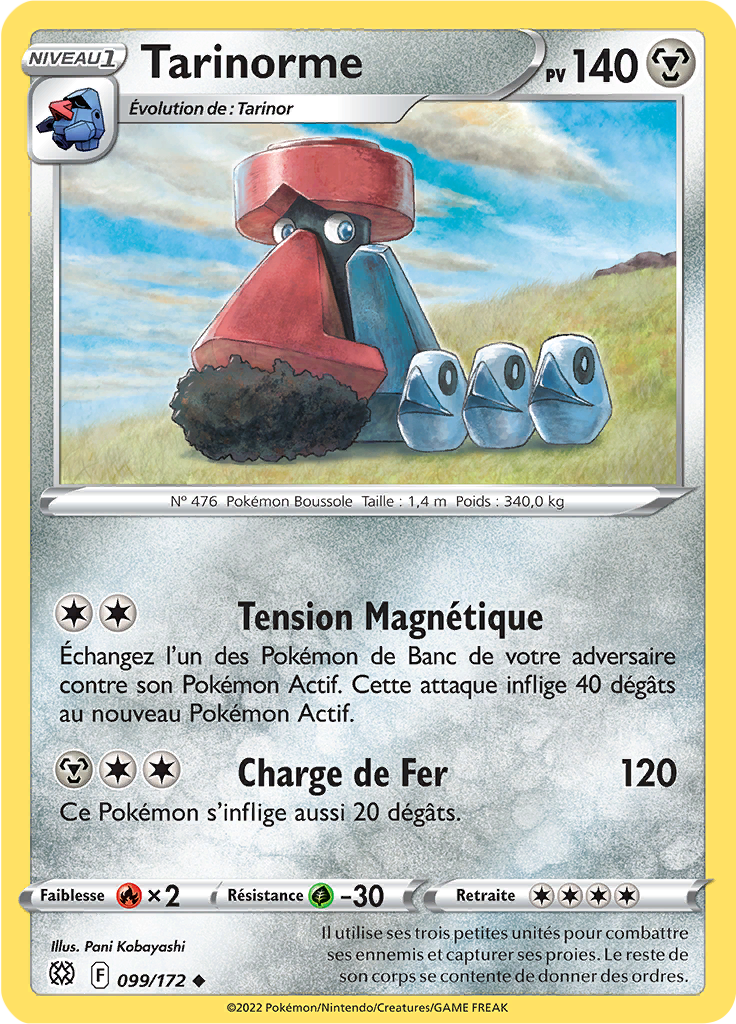 NIVEAU 1
Tarinorme
PV 140
Évolution de : Tarinor
Nº 476 Pokémon Boussole Taille : 1,4 m Poids : 340,0 kg
Tension Magnétique
Échangez l'un des Pokémon de Banc de votre adversaire
contre son Pokémon Actif. Cette attaque inflige 40 dégâts
au nouveau Pokémon Actif.
Charge de Fer 120
Ce Pokémon s'inflige aussi 20 dégâts.
Faiblesse ×2 Résistance -30 Retraite
Illus. Pani Kobayashi
F 099/172
Il utilise ses trois petites unités pour combattre
ses ennemis et capturer ses proies. Le reste de
son corps se contente de donner des ordres.
©2022 Pokémon/Nintendo/Creatures/GAME FREAK